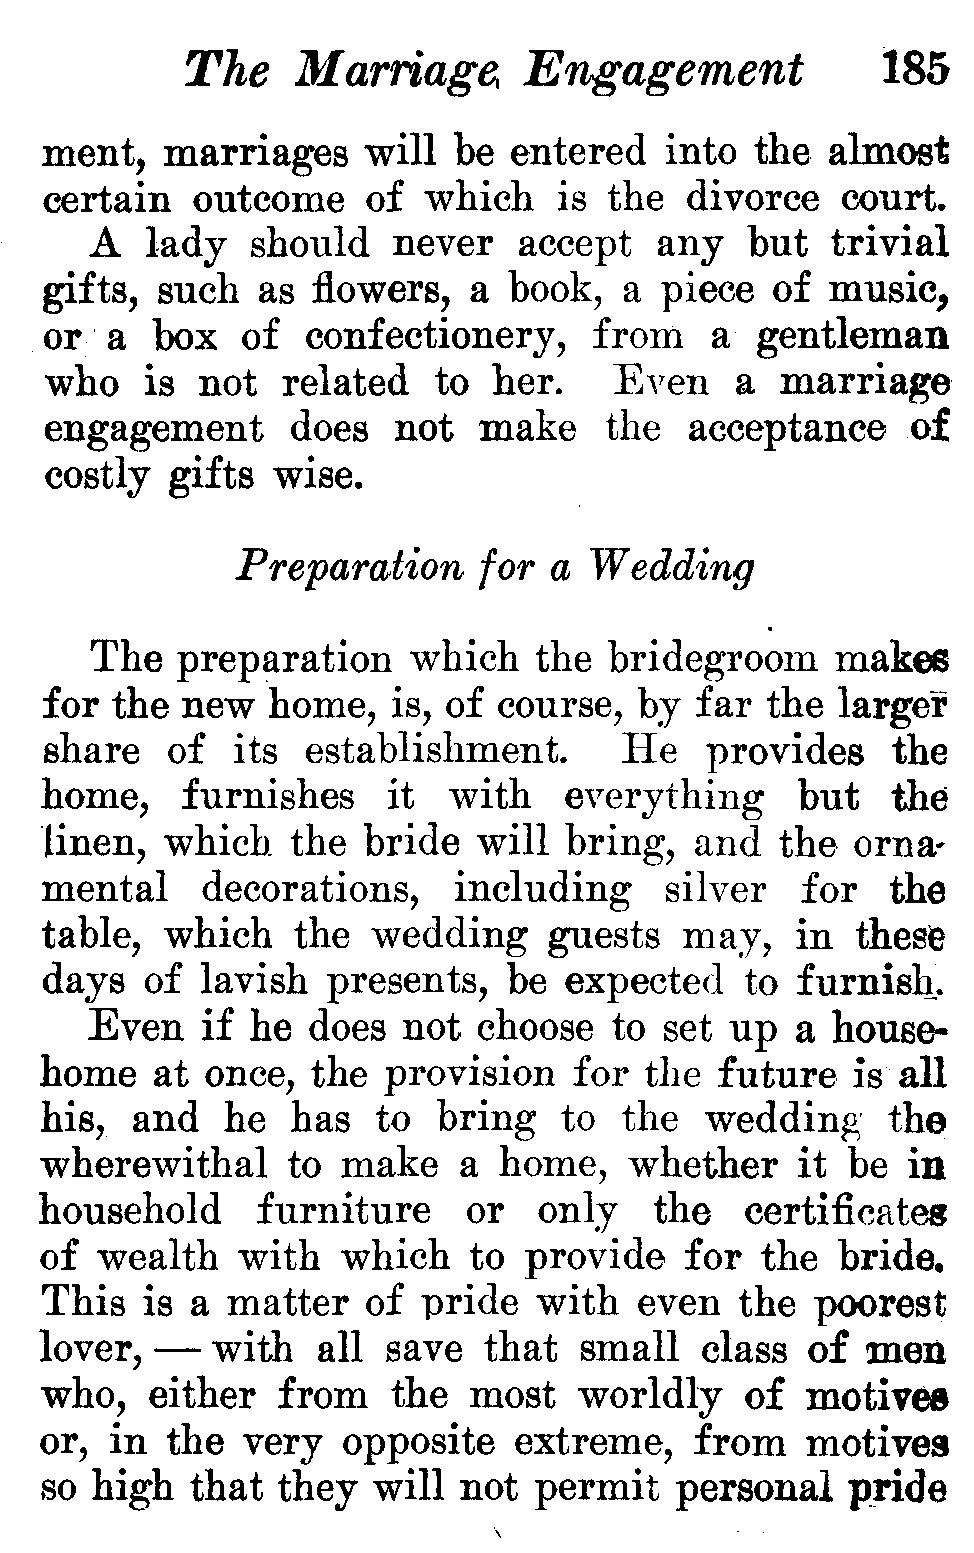 The Marriage Engagement 185
ment, marriages will be entered into the almost
certain outcome of which is the divorce court.
A lady should never accept any but trivial
gifts, such as flowers, a book, a piece of music,
or a box of confectionery, from a gentleman
who is not related to her. Even a marriage
engagement does not make the acceptance of
costly gifts wise.
Preparation for a Wedding
The preparation which the bridegroom makes
for the new home, is, of course, by far the larger
share of its establishment. He provides the
home, furnishes it with everything but the
linen, which the bride will bring, and the orna-
mental decorations, including silver for the
table, which the wedding guests may, in these
days of lavish presents, be expected to furnish.
Even if he does not choose to set up a house-
home at once, the provision for the future is all
his, and he has to bring to the wedding the
wherewithal to make a home, whether it be in
household furniture or only the certificates
of wealth with which to provide for the bride.
This is a matter of pride with even the poorest
lover, — with all save that small class of men
who, either from the most worldly of motives
or, in the very opposite extreme, from motives
so high that they will not permit personal pride